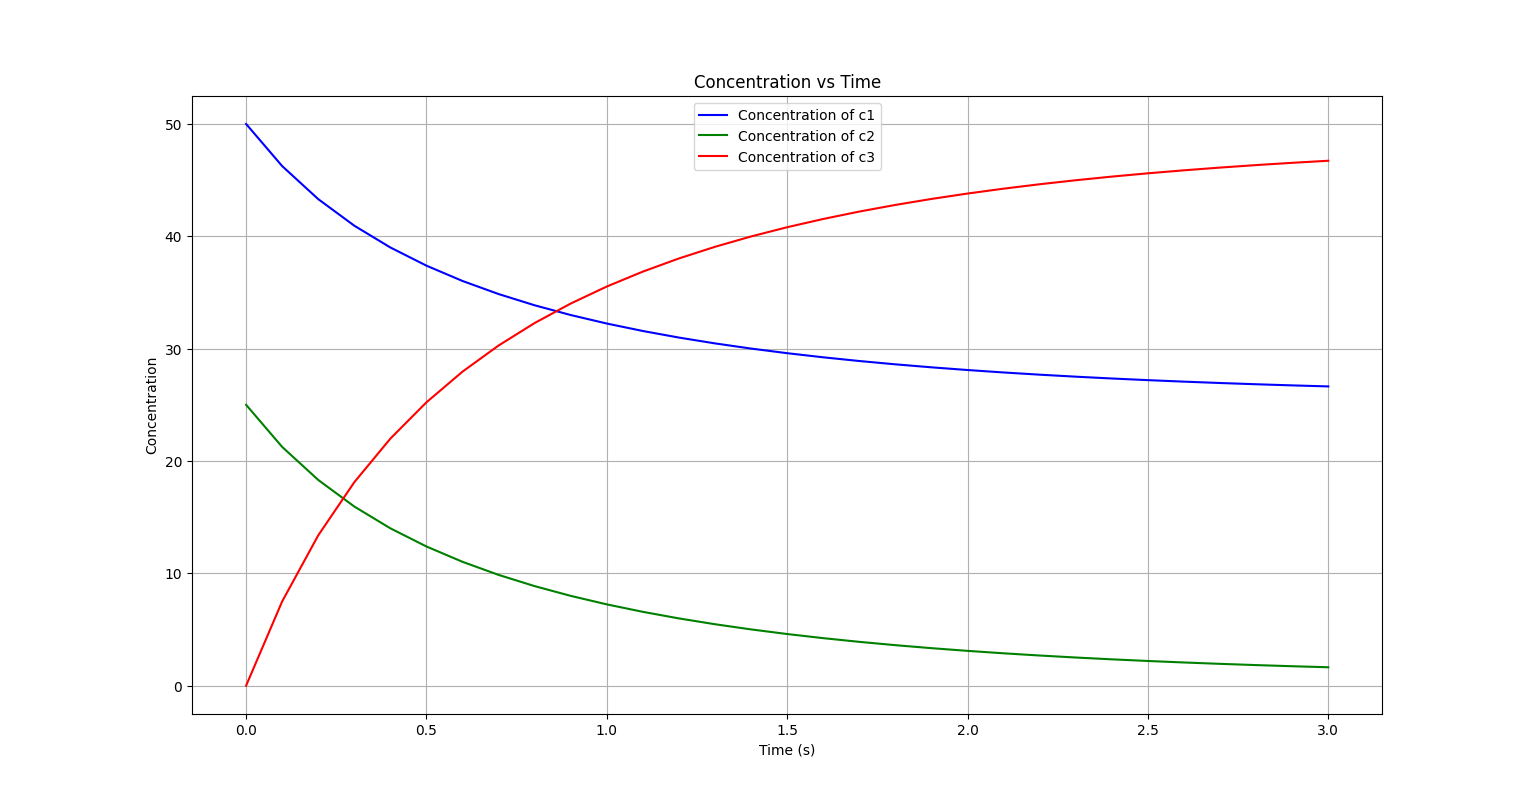 Concentration vs Time
Concentration of c1
Concentration of c2
Concentration of c3
Concentration
50
40
30
20
10
0
0.0 0.5 1.0 1.5 2.0 2.5 3.0
Time (s)